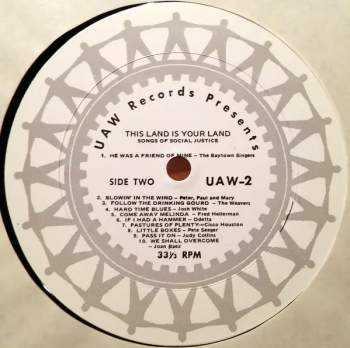 UAW Records Presents
THIS LAND IS YOUR LAND
SONGS OF SOCIAL JUSTICE
1. HE WAS A FRIEND OF MINE – The Baytown Singers
SIDE TWO UAW-2
2. BLOWIN' IN THE WIND – Peter, Paul and Mary
3. FOLLOW THE DRINKING GOURD – The Weavers
4. HARD TIME BLUES – Josh White
5. COME AWAY MELINDA – Fred Hellerman
6. IF I HAD A HAMMER – Odetta
7. PASTURES OF PLENTY – Cisco Houston
8. LITTLE BOXES – Pete Seeger
9. PASS IT ON – Judy Collins
10. WE SHALL OVERCOME
– Joan Baez
33⅓ RPM